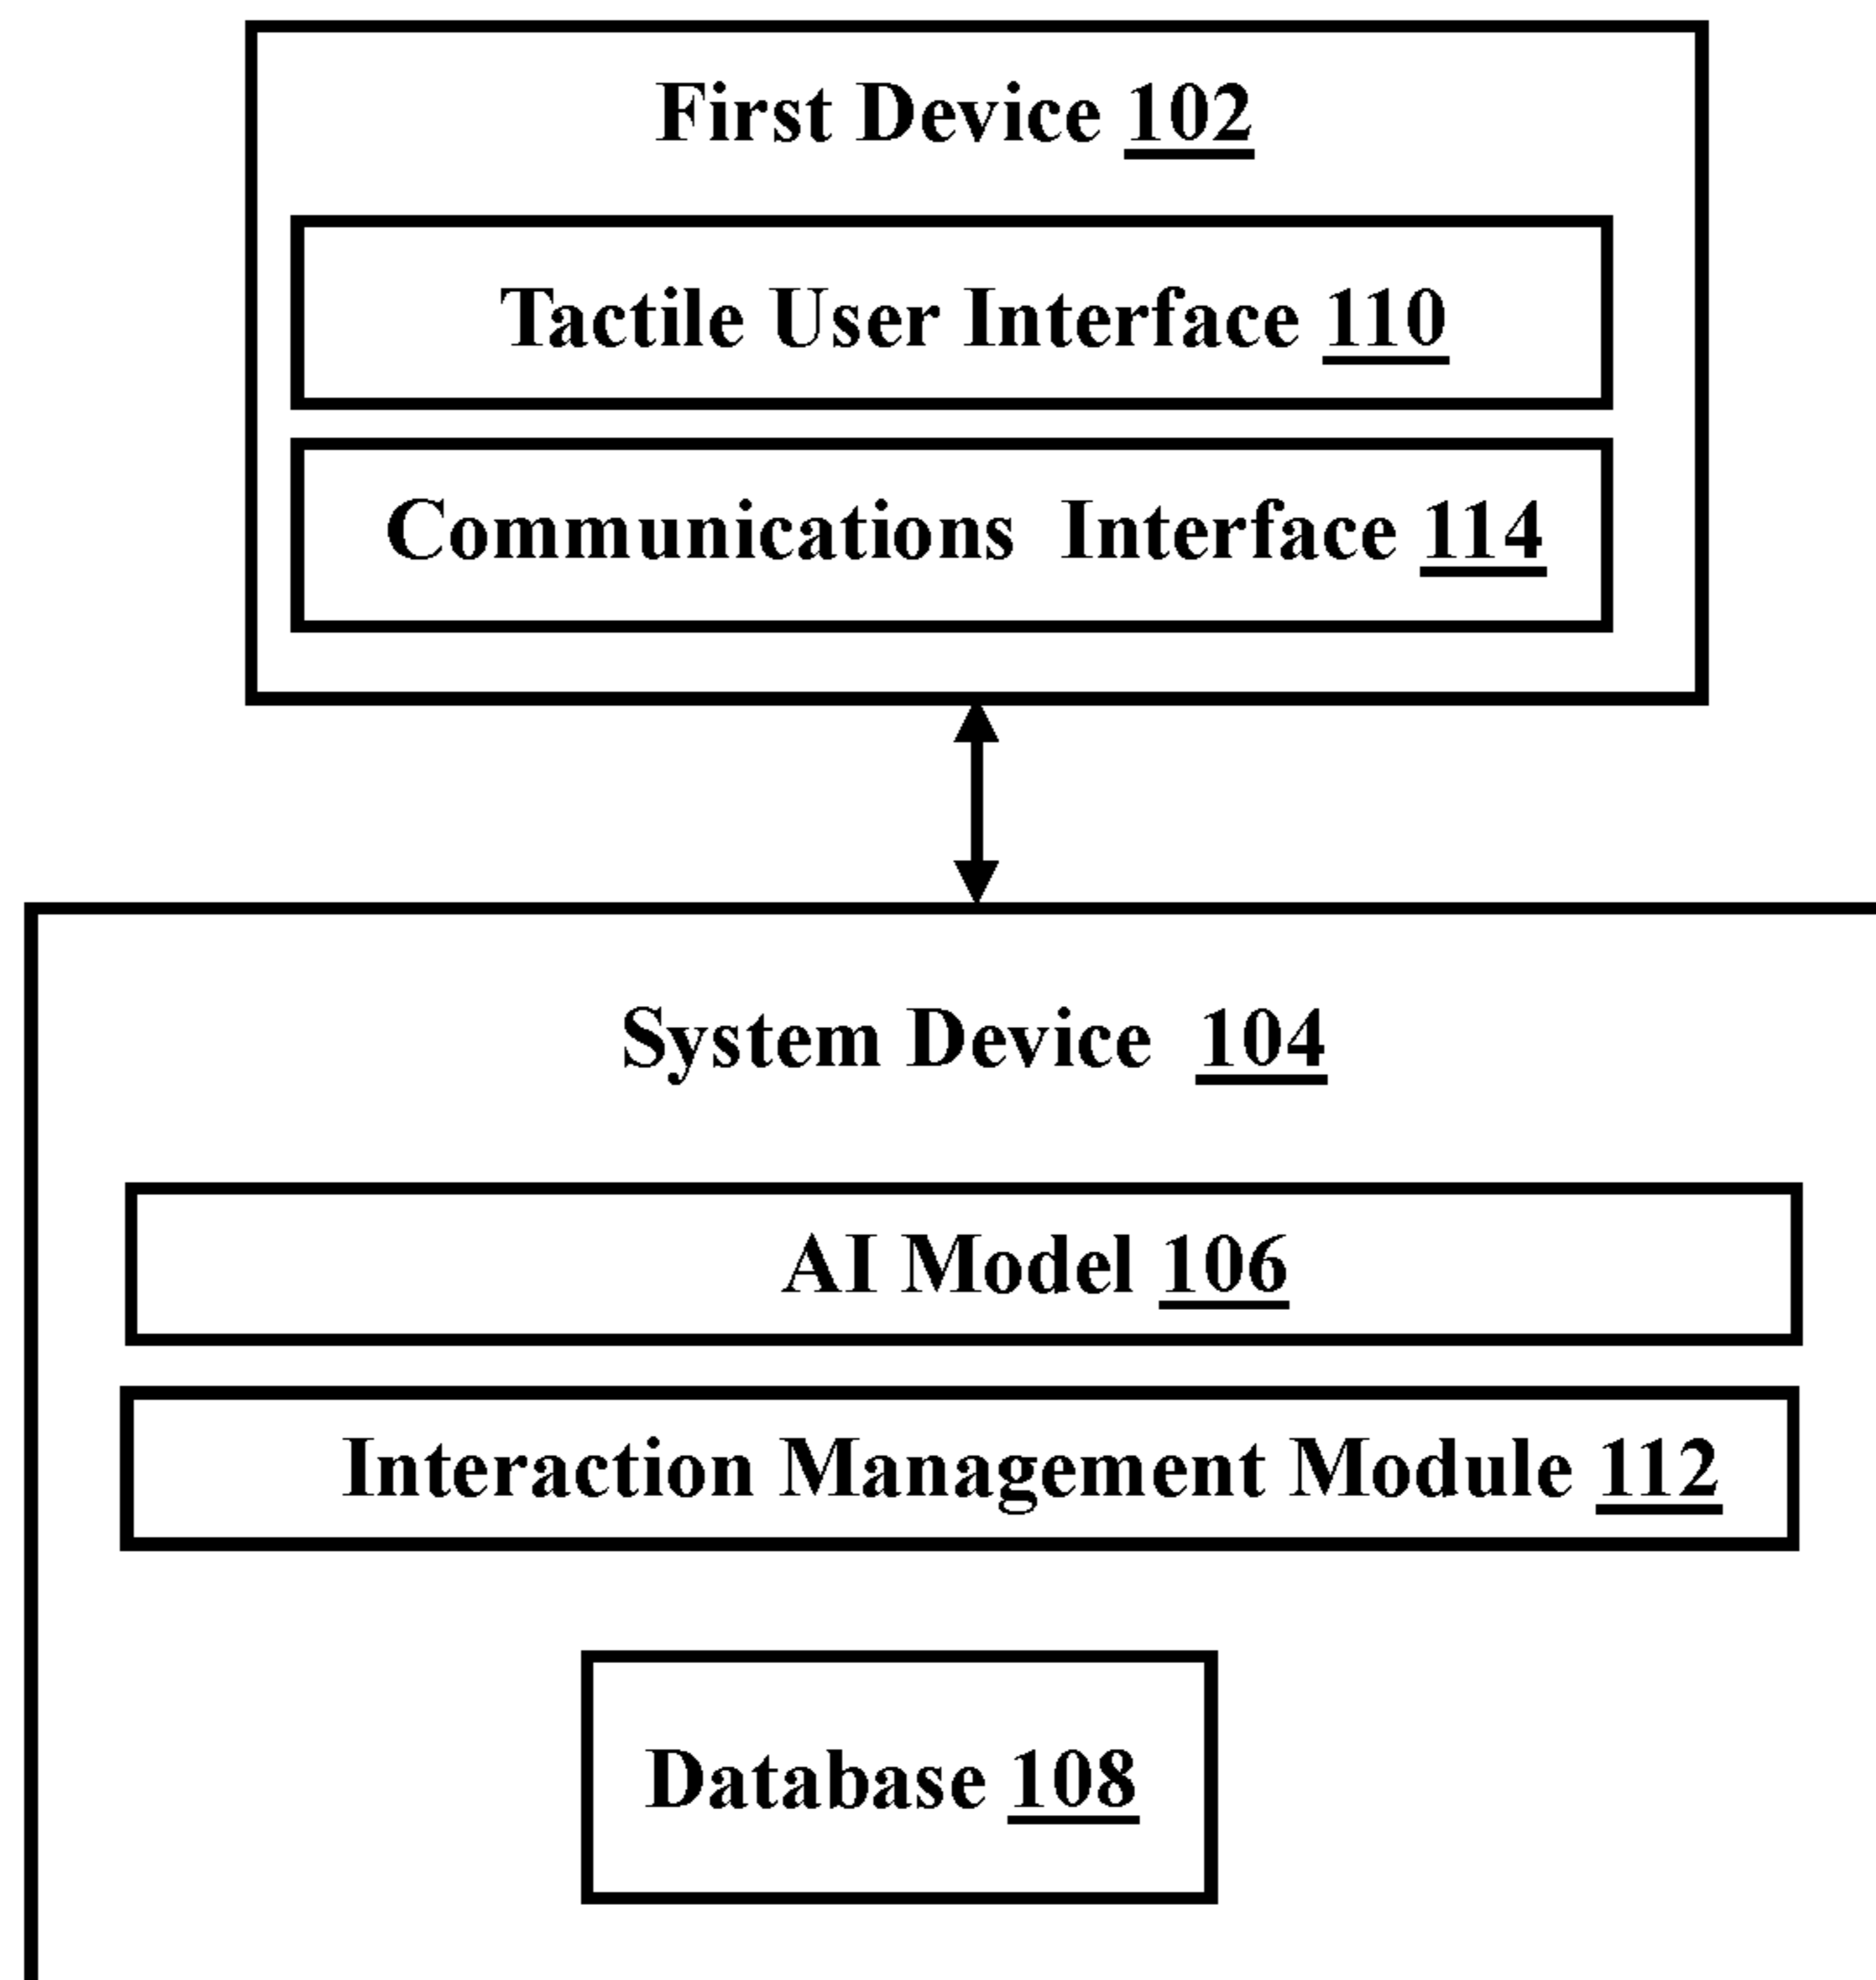 First Device 102
Tactile User Interface 110
Communications Interface 114
System Device 104
AI Model 106
Interaction Management Module 112
Database 108